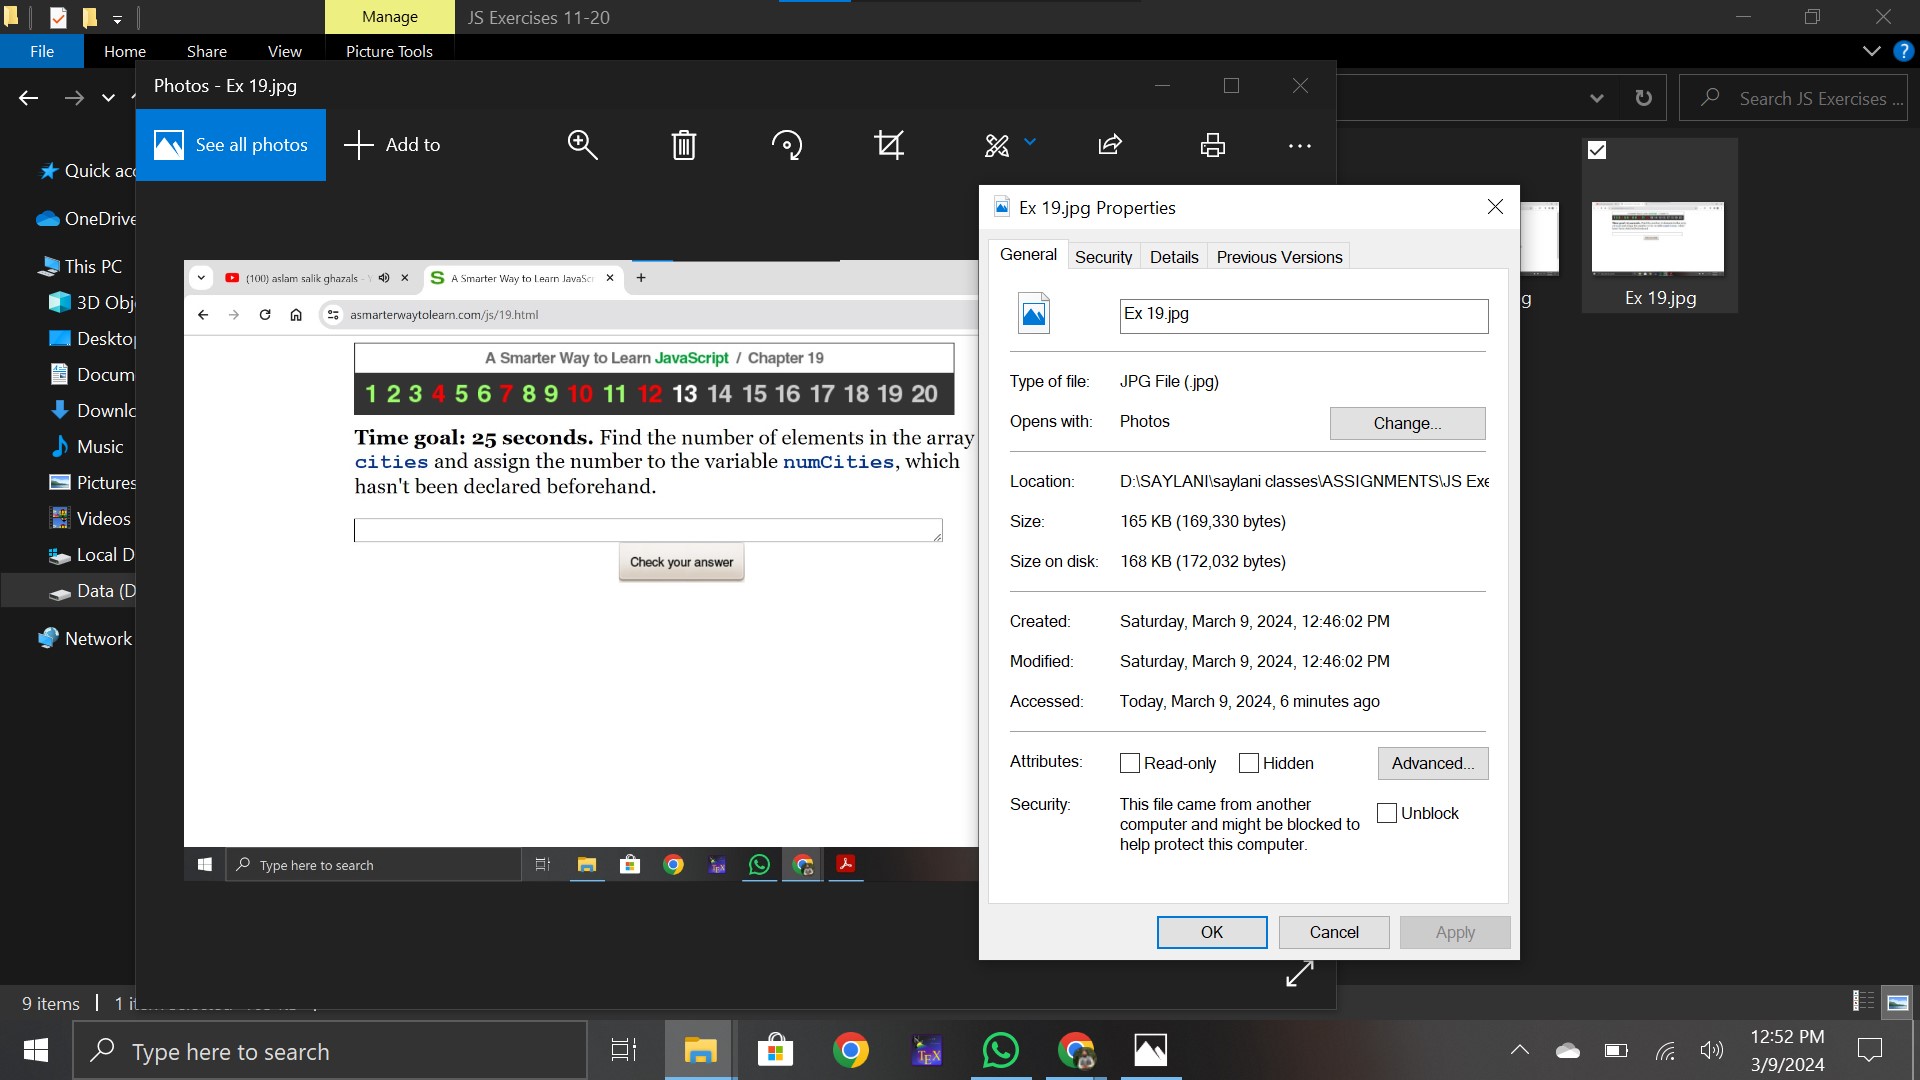 Manage
JS Exercises 11-20
File
Home
Share
View
Picture Tools
Photos - Ex 19.jpg
See all photos
Add to
Search JS Exercises ...
Quick acc
OneDrive
This PC
3D Obj
Desktop
Docum
Downlo
Music
Pictures
Videos
Local D
Data (D
Network
g
Ex 19.jpg
(100) aslam salik ghazals -
A Smarter Way to Learn JavaSc
asmarterwaytolearn.com/js/19.html
A Smarter Way to Learn JavaScript / Chapter 19
1 2 3 4 5 6 7 8 9 10 11 12 13 14 15 16 17 18 19 20
Time goal: 25 seconds. Find the number of elements in the array
cities and assign the number to the variable numCities, which
hasn't been declared beforehand.
Check your answer
Type here to search
Ex 19.jpg Properties
General
Security
Details
Previous Versions
Ex 19.jpg
Type of file: JPG File (.jpg)
Opens with: Photos
Change...
Location: D:\SAYLANI\saylani classes\ASSIGNMENTS\JS Exe
Size: 165 KB (169,330 bytes)
Size on disk: 168 KB (172,032 bytes)
Created: Saturday, March 9, 2024, 12:46:02 PM
Modified: Saturday, March 9, 2024, 12:46:02 PM
Accessed: Today, March 9, 2024, 6 minutes ago
Attributes: Read-only Hidden
Advanced...
Security: This file came from another
computer and might be blocked to
help protect this computer.
Unblock
OK
Cancel
Apply
9 items
Type here to search
TEX
12:52 PM
3/9/2024